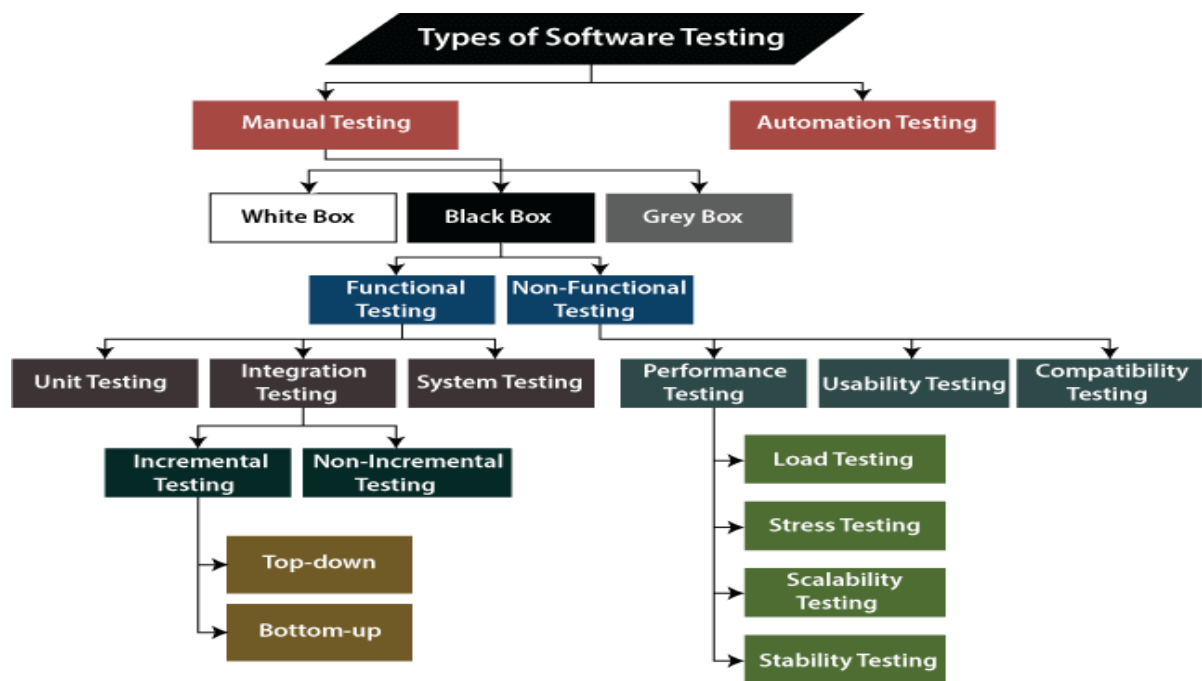 Types of Software Testing
Manual Testing
Automation Testing
White Box
Black Box
Grey Box
Functional
Testing
Non-Functional
Testing
Unit Testing
Integration
Testing
System Testing
Performance
Testing
Usability Testing
Compatibility
Testing
Incremental
Testing
Non-Incremental
Testing
Top-down
Bottom-up
Load Testing
Stress Testing
Scalability
Testing
Stability Testing